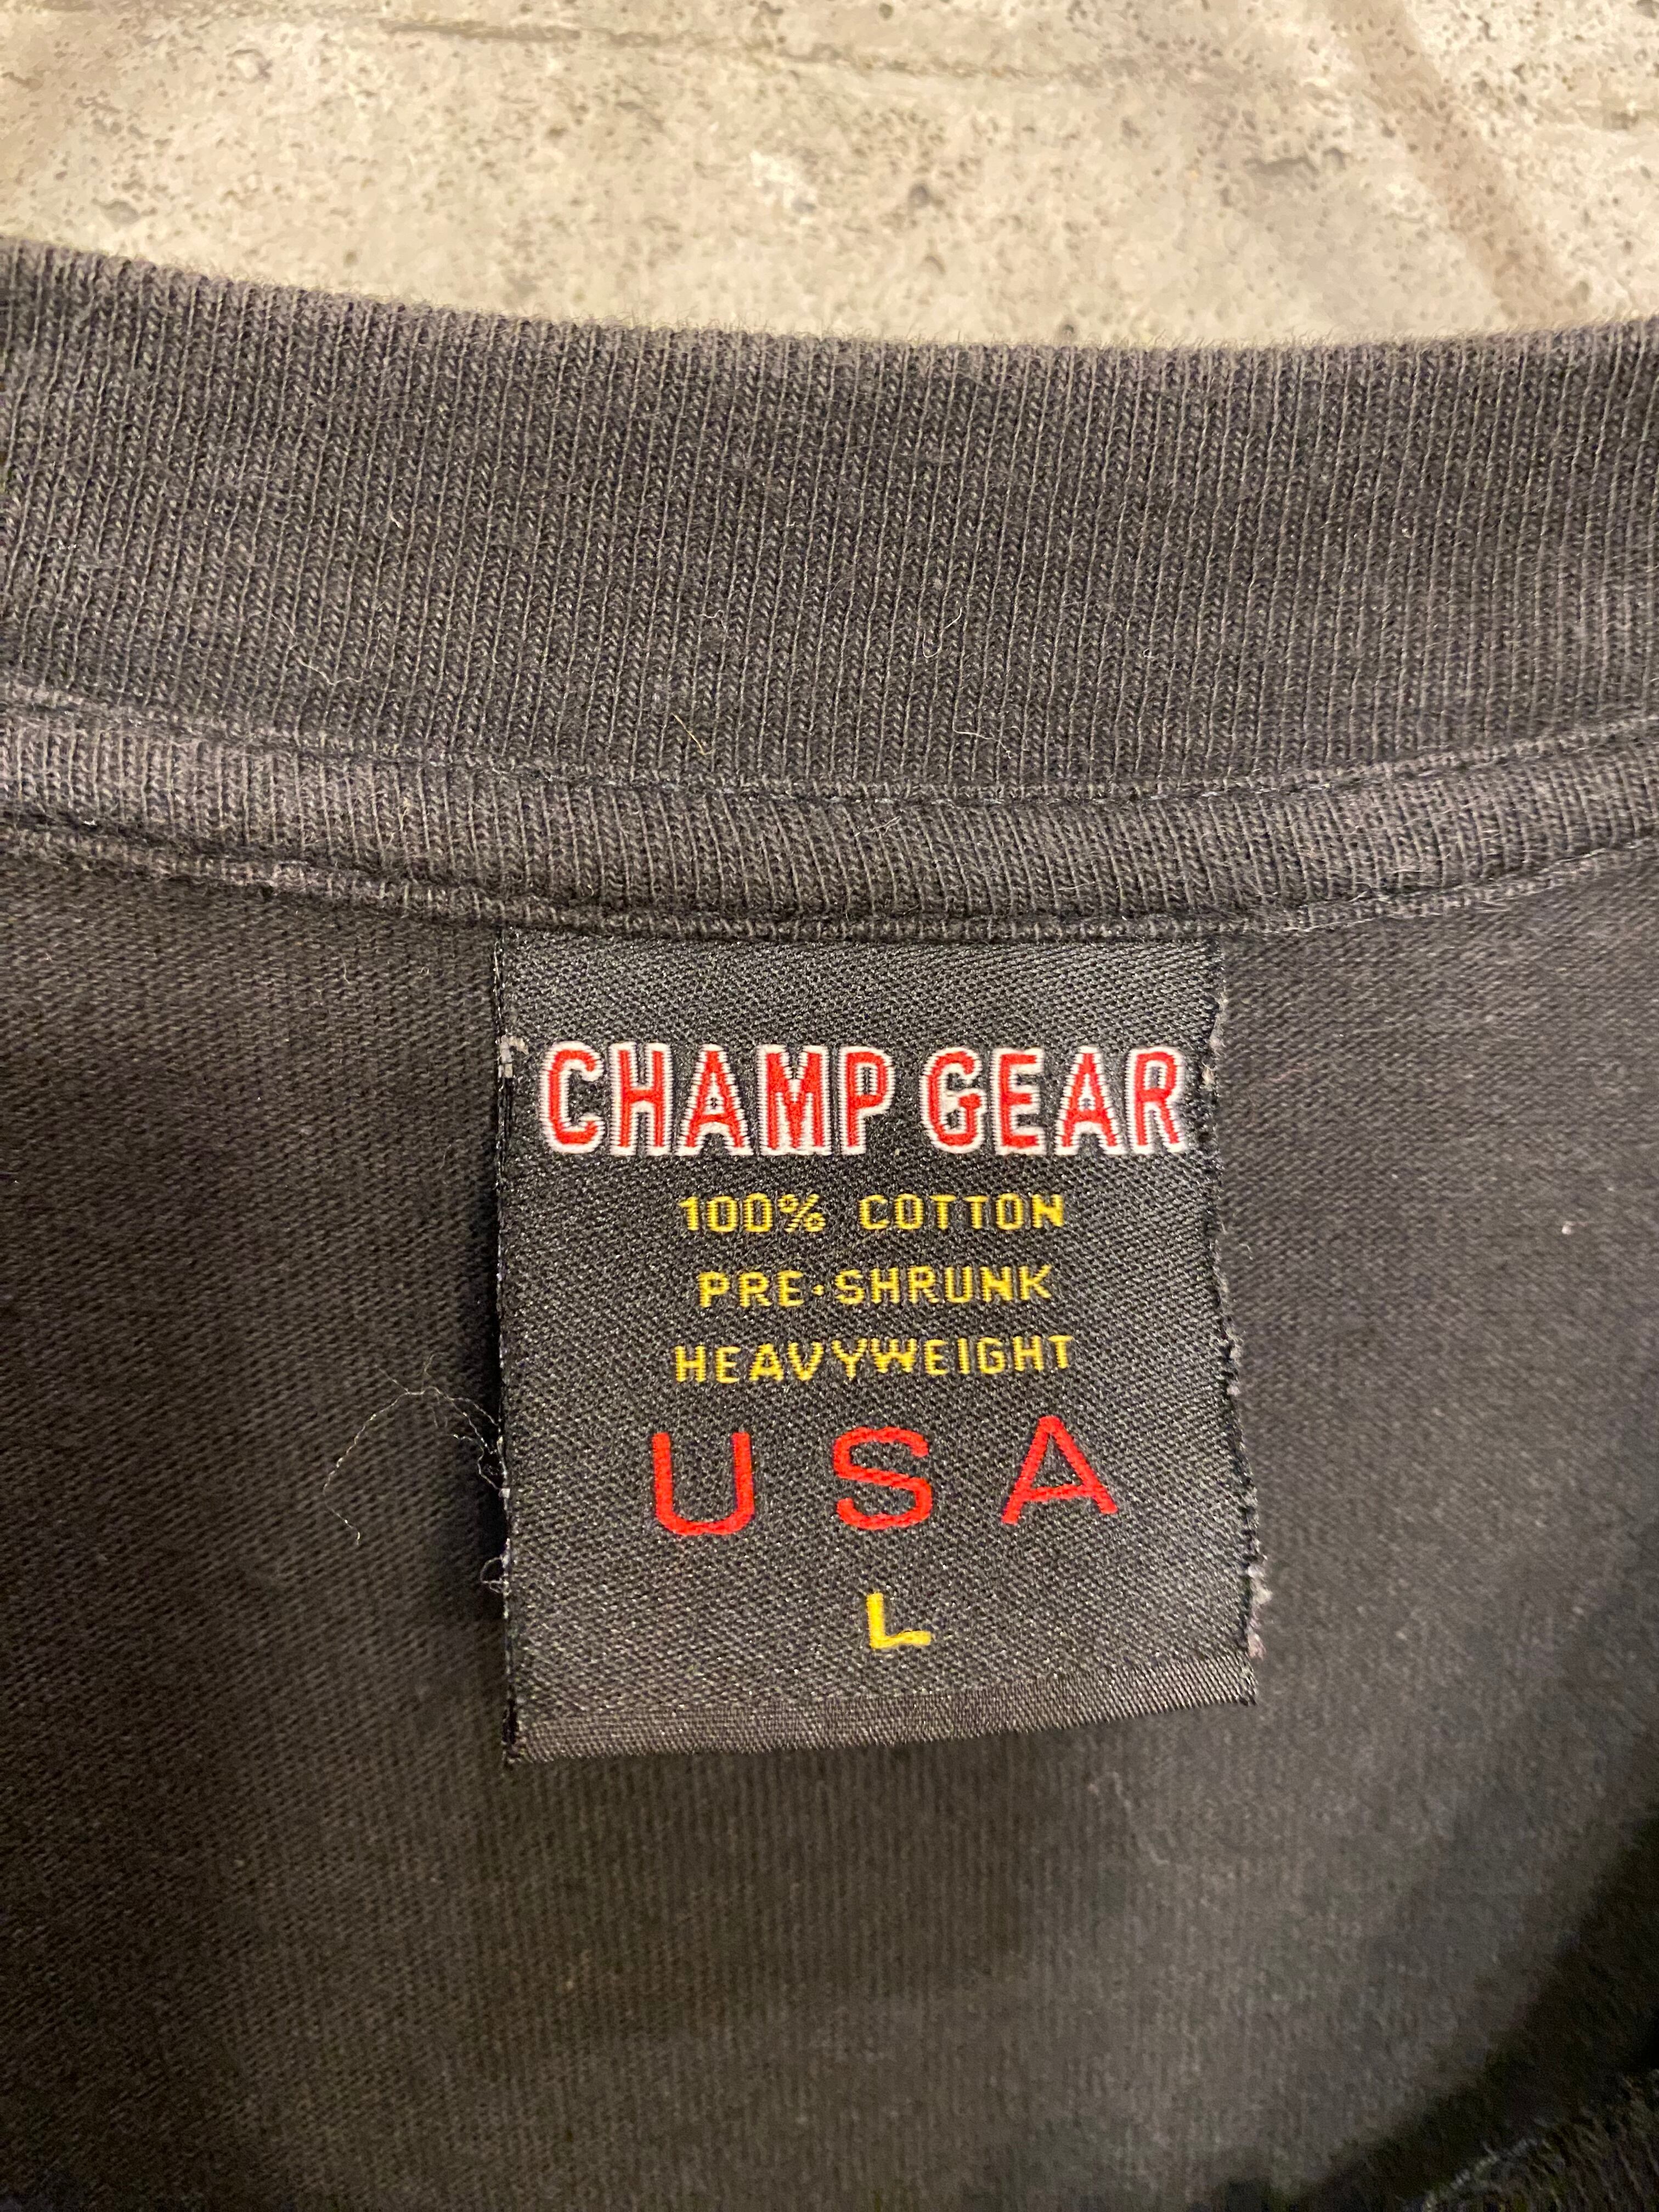 CHAMP GEAR
100% COTTON
PRE-SHRUNK
HEAVYWEIGHT
USA
L